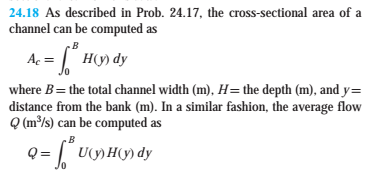 24.18 As described in Prob. 24.17, the cross-sectional area of a
channel can be computed as
A_c = ∫_0^B H(y) dy
where B = the total channel width (m), H = the depth (m), and y =
distance from the bank (m). In a similar fashion, the average flow
Q (m³/s) can be computed as
Q = ∫_0^B U(y)H(y) dy